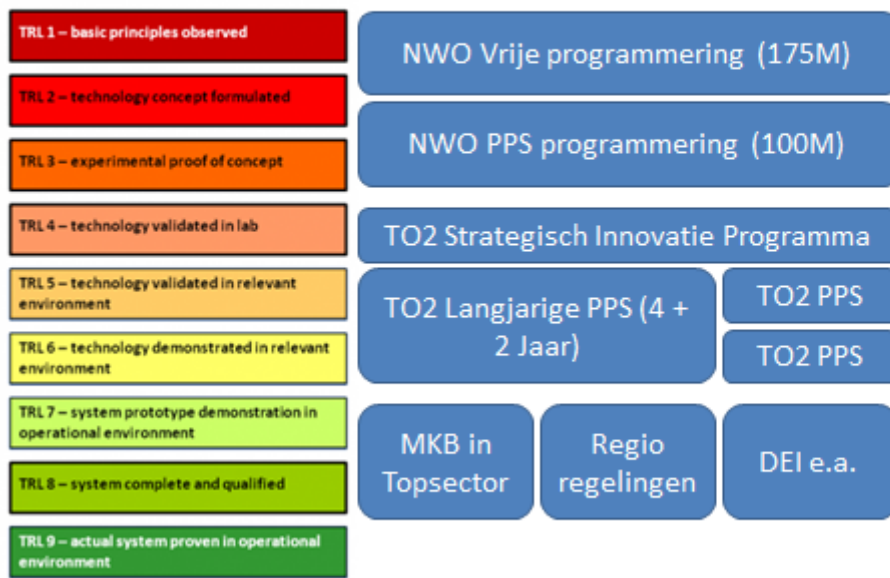 TRL 1 – basic principles observed
TRL 2 – technology concept formulated
TRL 3 – experimental proof of concept
TRL 4 – technology validated in lab
TRL 5 – technology validated in relevant
environment
TRL 6 – technology demonstrated in relevant
environment
TRL 7 – system prototype demonstration in
operational environment
TRL 8 – system complete and qualified
TRL 9 – actual system proven in operational
environment
NWO Vrije programmering (175M)
NWO PPS programmering (100M)
TO2 Strategisch Innovatie Programma
TO2 Langjarige PPS (4 +
2 Jaar)
TO2 PPS
TO2 PPS
MKB in
Topsector
Regio
regelingen
DEI e.a.